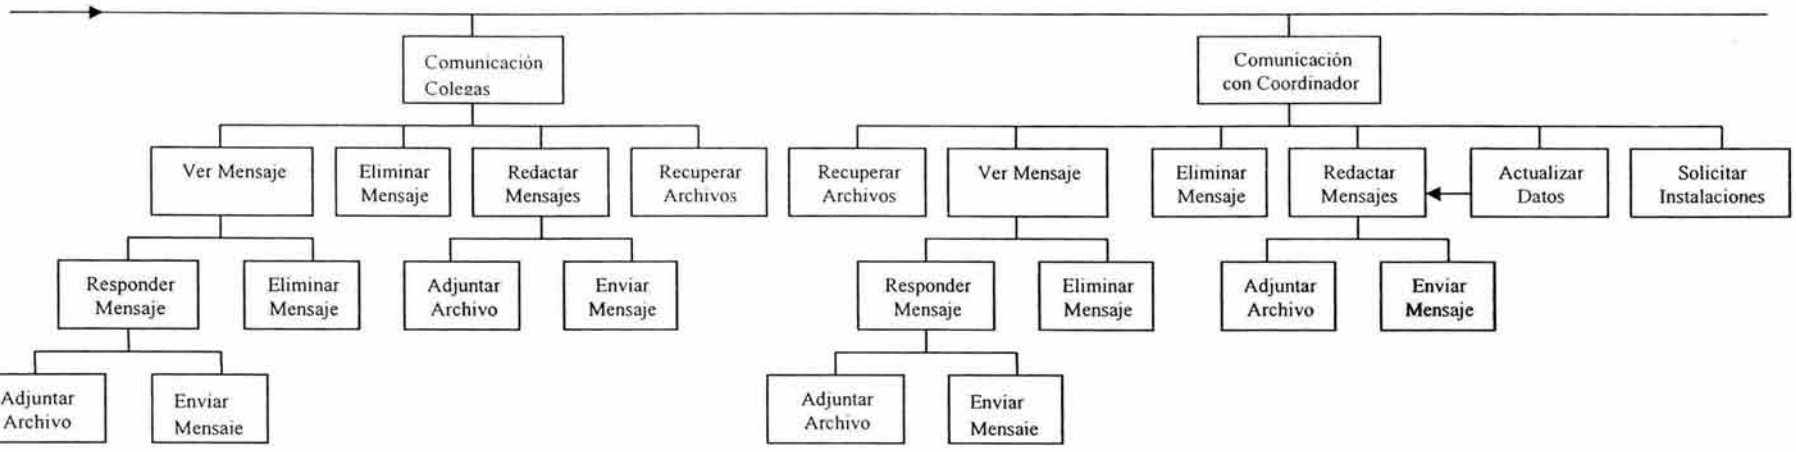 Comunicación
Colegas
Comunicación
con Coordinador
Ver Mensaje
Eliminar
Mensaje
Redactar
Mensajes
Recuperar
Archivos
Recuperar
Archivos
Ver Mensaje
Eliminar
Mensaje
Redactar
Mensajes
Actualizar
Datos
Solicitar
Instalaciones
Responder
Mensaje
Eliminar
Mensaje
Adjuntar
Archivo
Enviar
Mensaje
Responder
Mensaje
Eliminar
Mensaje
Adjuntar
Archivo
Enviar
Mensaje
Adjuntar
Archivo
Enviar
Mensaje
Adjuntar
Archivo
Enviar
Mensaje